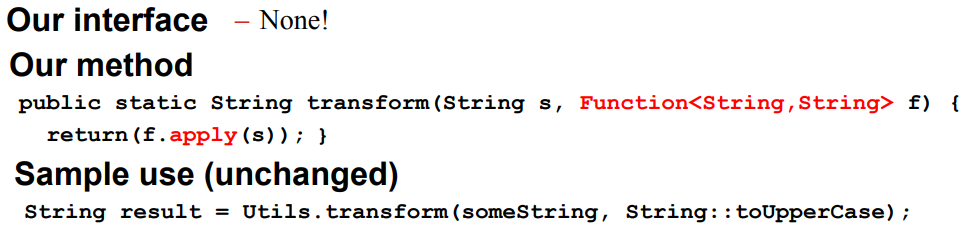 Our interface – None!
Our method
public static String transform(String s, Function<String,String> f) {
return(f.apply(s)); }
Sample use (unchanged)
String result = Utils.transform(someString, String::toUpperCase);